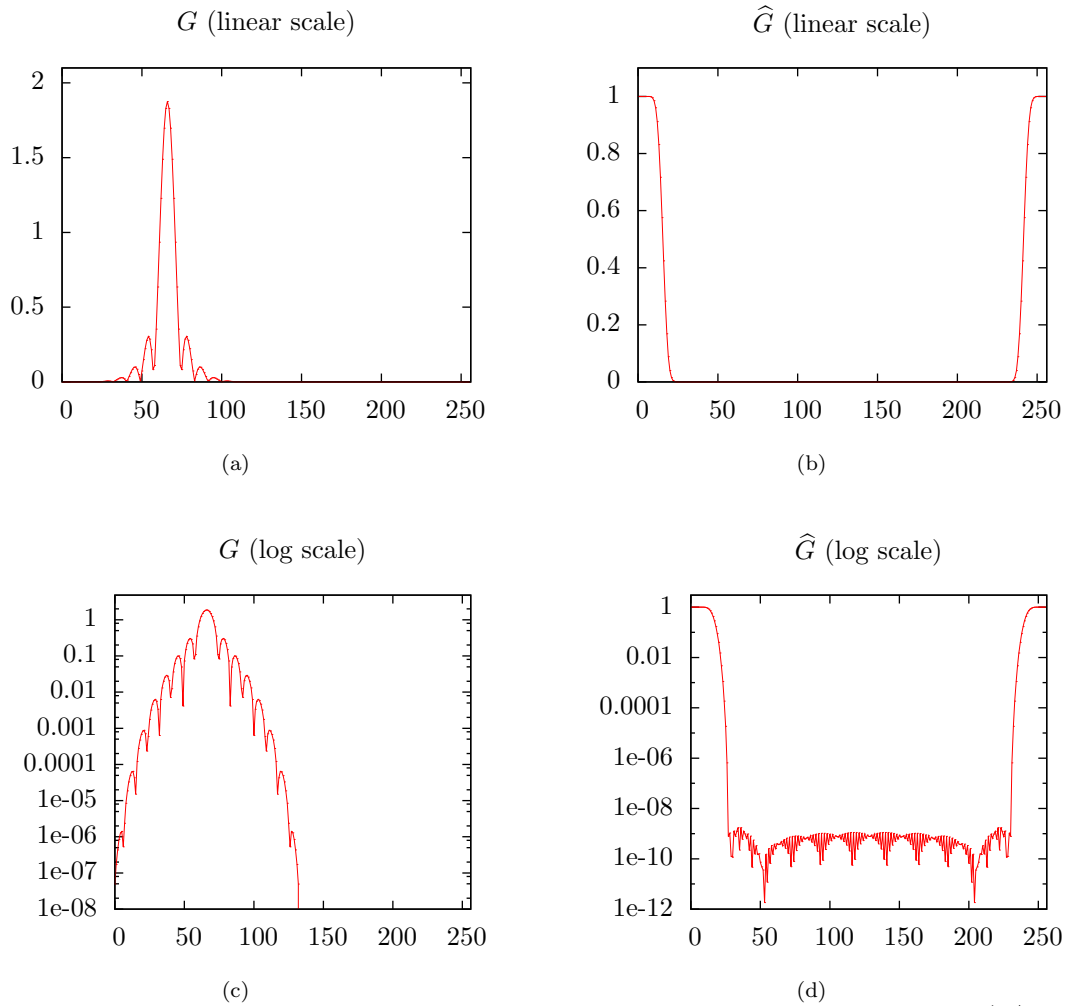 G (linear scale)
2
1.5
1
0.5
0
0 50 100 150 200 250
(a)
Ĝ (linear scale)
1
0.8
0.6
0.4
0.2
0
0 50 100 150 200 250
(b)
G (log scale)
1
0.1
0.01
0.001
0.0001
1e-05
1e-06
1e-07
1e-08
0 50 100 150 200 250
(c)
Ĝ (log scale)
1
0.01
0.0001
1e-06
1e-08
1e-10
1e-12
0 50 100 150 200 250
(d)